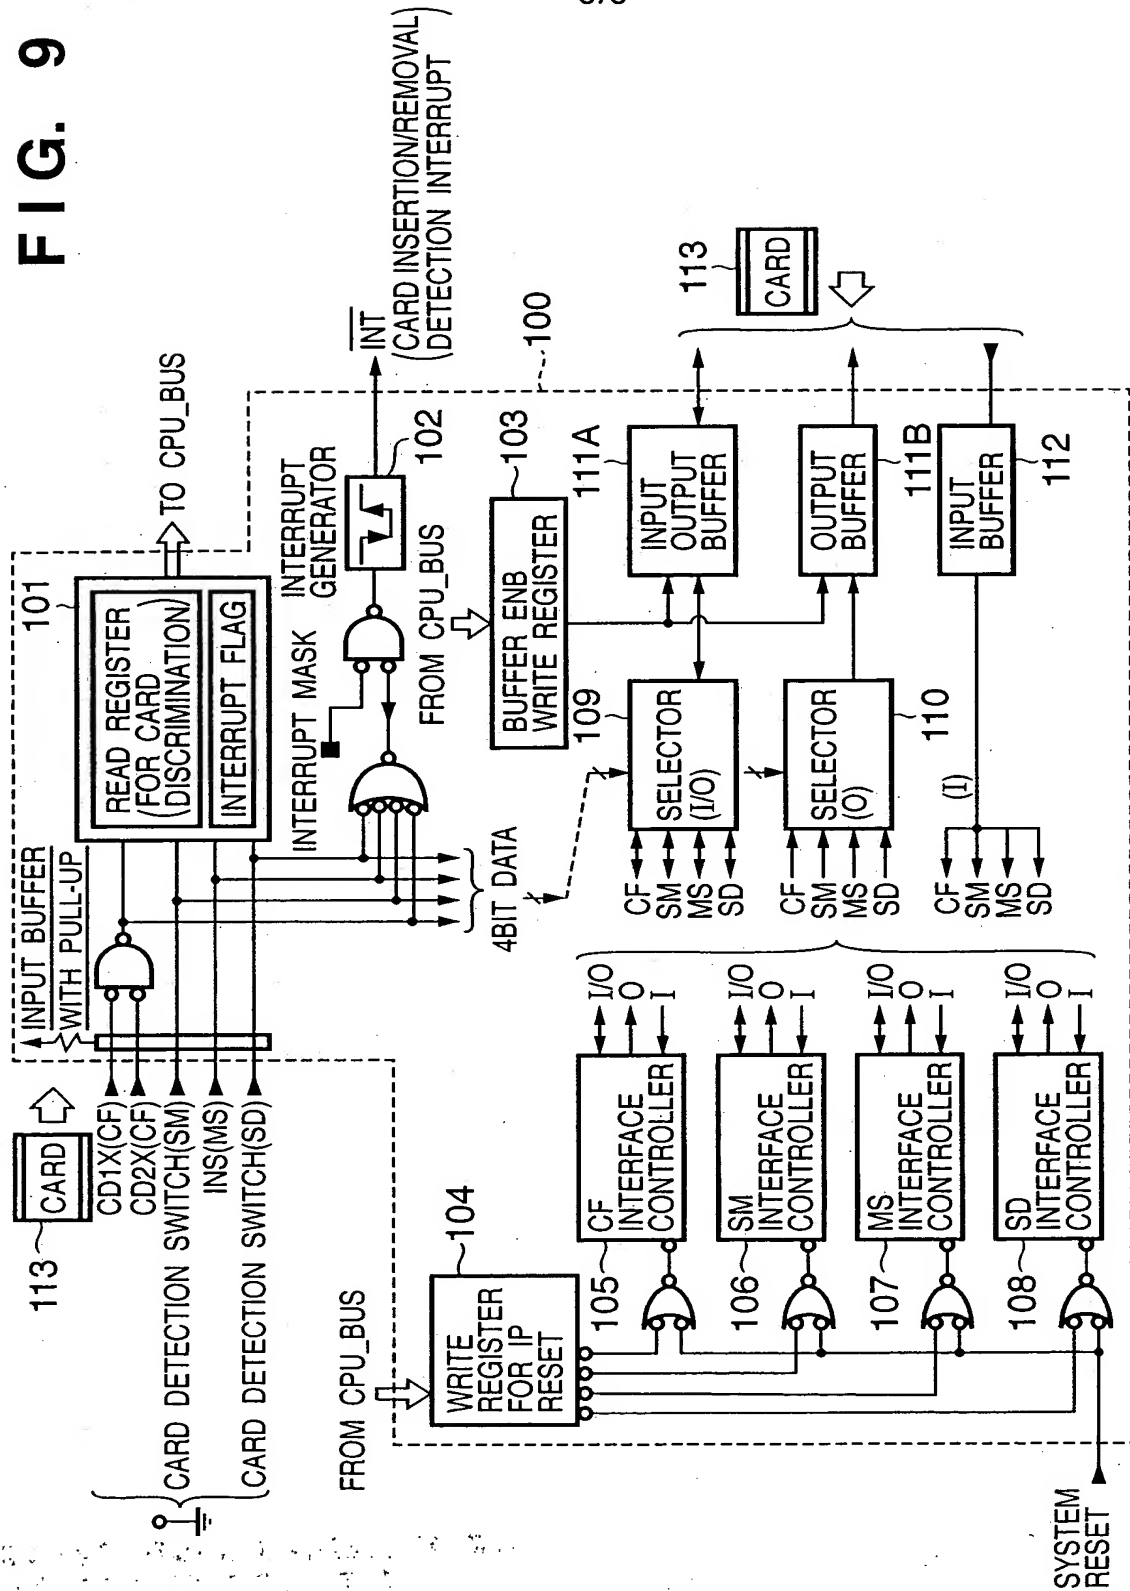 FIG. 9
113
CARD
CD1X(CF)
CD2X(CF)
CARD DETECTION SWITCH(SM)
INS(MS)
CARD DETECTION SWITCH(SD)
INPUT BUFFER
WITH PULL-UP
101
READ REGISTER
(FOR CARD
DISCRIMINATION)
INTERRUPT FLAG
TO CPU_BUS
INTERRUPT MASK
INTERRUPT
GENERATOR
102
INT
(CARD INSERTION/REMOVAL
DETECTION INTERRUPT)
100
4BIT DATA
FROM CPU_BUS
103
BUFFER ENB
WRITE REGISTER
FROM CPU_BUS
104
WRITE
REGISTER
FOR IP
RESET
SYSTEM
RESET
105
CF
INTERFACE
CONTROLLER
I/O
O
I
106
SM
INTERFACE
CONTROLLER
I/O
O
I
107
MS
INTERFACE
CONTROLLER
I/O
O
I
108
SD
INTERFACE
CONTROLLER
I/O
O
I
CF
SM
MS
SD
109
SELECTOR
(I/O)
111A
INPUT
OUTPUT
BUFFER
CF
SM
MS
SD
SELECTOR
(O)
110
OUTPUT
BUFFER
111B
CF
SM
MS
SD
(I)
INPUT
BUFFER
112
113
CARD